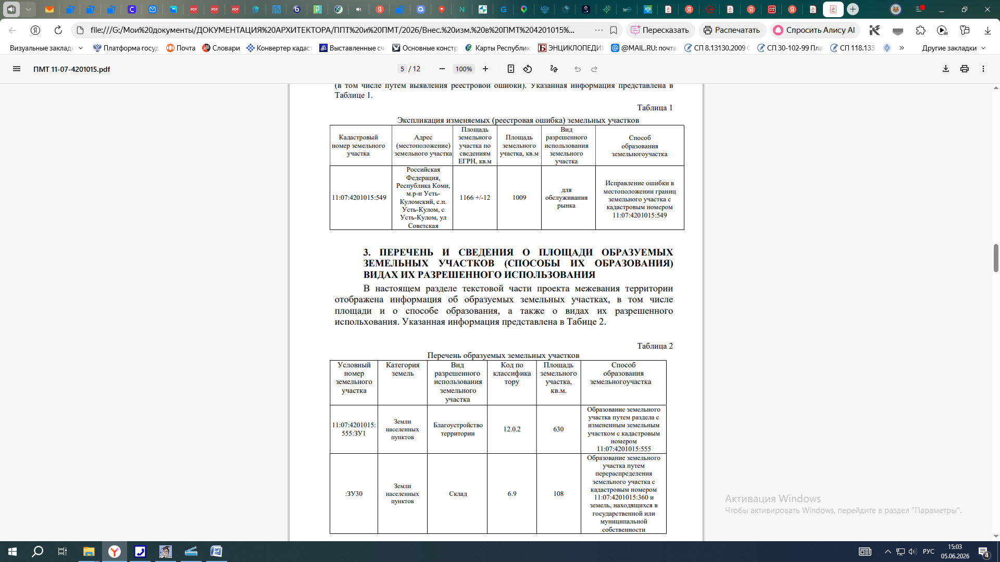 file:///G:/Мои%20документы/ДОКУМЕНТАЦИЯ%20АРХИТЕКТОРА/ППТ%20и%20ПМТ/2026/Внес.%20изм.%20в%20ПМТ%204201015%...
Пересказать
Распечатать
Спросить Алису AI
Визуальные заклад
Платформа госуд
Почта
Словари
Конвертер кадаст
Выставленные сч
Основные констр
Карты Республик
ЭНЦИКЛОПЕДИЯ
@MAIL.RU: почта
СП 8.13130.2009
СП 30-102-99 Пла
СП 118.133
»
Другие закладки
ПМТ 11-07-4201015.pdf
5 / 12
100%
(в том числе путем выявления реестровой ошибки). Указанная информация представлена в
Таблице 1.
Таблица 1
Экспликация изменяемых (реестровая ошибка) земельных участков
Кадастровый
номер земельного
участка
Адрес
(местоположение)
земельного участка
Площадь
земельного
участка по
сведениям
ЕГРН, кв.м
Площадь
земельного
участка, кв.м
Вид
разрешенного
использования
земельного
участка
Способ
образования
земельногоучастка
11:07:4201015:549
Российская
Федерация,
Республика Коми,
м.р-н Усть-
Куломский, с.п.
Усть-Кулом, с
Усть-Кулом, ул
Советская
1166 +/-12
1009
для
обслуживания
рынка
Исправление ошибки в
местоположении границ
земельного участка с
кадастровым номером
11:07:4201015:549
3. ПЕРЕЧЕНЬ И СВЕДЕНИЯ О ПЛОЩАДИ ОБРАЗУЕМЫХ
ЗЕМЕЛЬНЫХ УЧАСТКОВ (СПОСОБЫ ИХ ОБРАЗОВАНИЯ)
ВИДАХ ИХ РАЗРЕШЕННОГО ИСПОЛЬЗОВАНИЯ
В настоящем разделе текстовой части проекта межевания территории
отображена информация об образуемых земельных участках, в том числе
площади и о способе образования, а также о видах их разрешенного
испольхования. Указанная информация представлена в Табице 2.
Таблица 2
Перечень образуемых земельных участков
Условный
номер
земельного
участка
Категория
земель
Вид
разрешенного
использования
земельного
участка
Код по
классифика
тору
Площадь
земельного
участка,
кв.м.
Способ
образования
земельногоучастка
11:07:4201015:
555:ЗУ1
Земли
населенных
пунктов
Благоустройство
территории
12.0.2
630
Образование земельного
участка путем раздела с
измененным земельным
участком с кадастровым
номером
11:07:4201015:555
:ЗУ30
Земли
населенных
пунктов
Склад
6.9
108
Образование земельного
участка путем
перераспределения
земельного участка с
кадастровым номером
11:07:4201015:360 и
земель, находящихся в
государственной или
муниципальной
собственности
Активация Windows
Чтобы активировать Windows, перейдите в раздел "Параметры".
РУС
15:03
05.06.2026
4